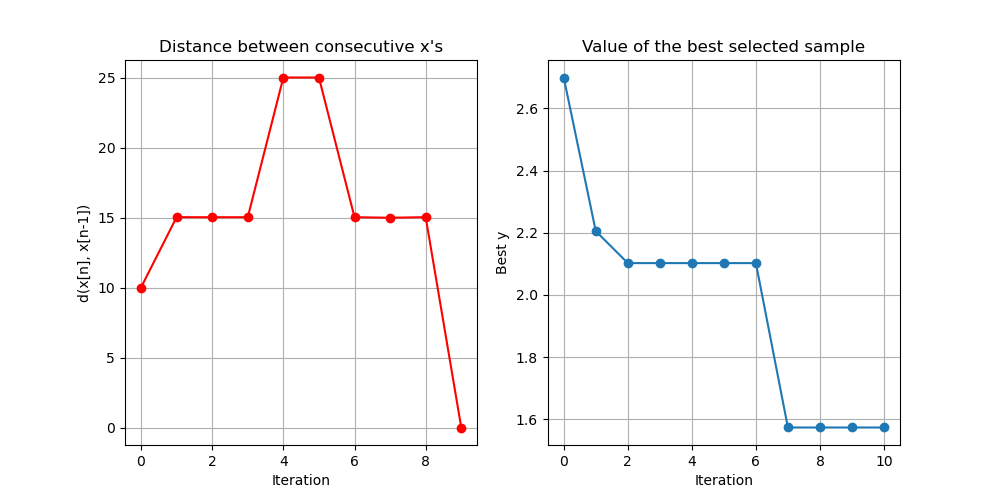 Distance between consecutive x's
d(x[n], x[n-1])
25
20
15
10
5
0
0 2 4 6 8
Iteration
Value of the best selected sample
Best y
2.6
2.4
2.2
2.0
1.8
1.6
0 2 4 6 8 10
Iteration